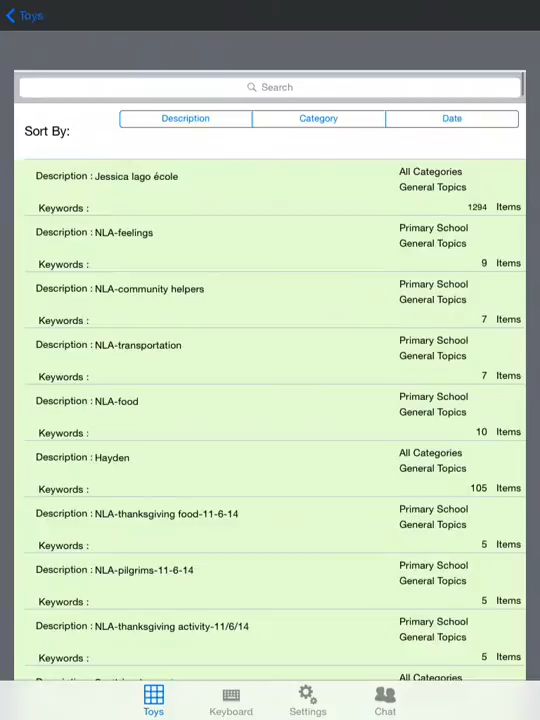 Toys
Search
Sort By: Description Category Date
Description : Jessica lago école All Categories
General Topics
Keywords : 1294 Items
Description : NLA-feelings Primary School
General Topics
Keywords : 9 Items
Description : NLA-community helpers Primary School
General Topics
Keywords : 7 Items
Description : NLA-transportation Primary School
General Topics
Keywords : 7 Items
Description : NLA-food Primary School
General Topics
Keywords : 10 Items
Description : Hayden All Categories
General Topics
Keywords : 105 Items
Description : NLA-thanksgiving food-11-6-14 Primary School
General Topics
Keywords : 5 Items
Description : NLA-pilgrims-11-6-14 Primary School
General Topics
Keywords : 5 Items
Description : NLA-thanksgiving activity-11/6/14 Primary School
General Topics
Keywords : 5 Items
All Categories
Toys Keyboard Settings Chat